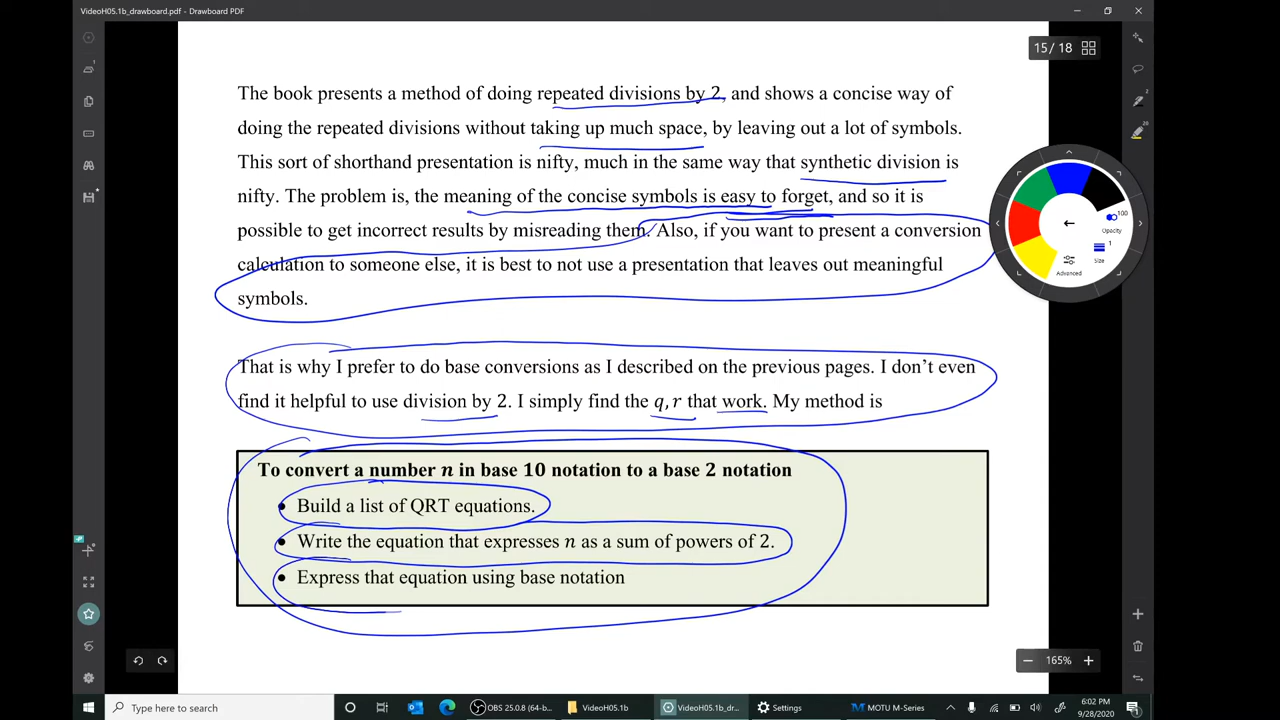 VideoH05.1b_drawboard.pdf - Drawboard PDF
15 / 18
The book presents a method of doing repeated divisions by 2, and shows a concise way of
doing the repeated divisions without taking up much space, by leaving out a lot of symbols.
This sort of shorthand presentation is nifty, much in the same way that synthetic division is
nifty. The problem is, the meaning of the concise symbols is easy to forget, and so it is
possible to get incorrect results by misreading them. Also, if you want to present a conversion
calculation to someone else, it is best to not use a presentation that leaves out meaningful
symbols.
100
Opacity
1
Size
Advanced
That is why I prefer to do base conversions as I described on the previous pages. I don’t even
find it helpful to use division by 2. I simply find the q, r that work. My method is
To convert a number n in base 10 notation to a base 2 notation
• Build a list of QRT equations.
• Write the equation that expresses n as a sum of powers of 2.
• Express that equation using base notation
165%
Type here to search
OBS 25.0.8 (64-b...
VideoH05.1b
VideoH05.1b_dr...
Settings
MOTU M-Series
6:02 PM
9/28/2020